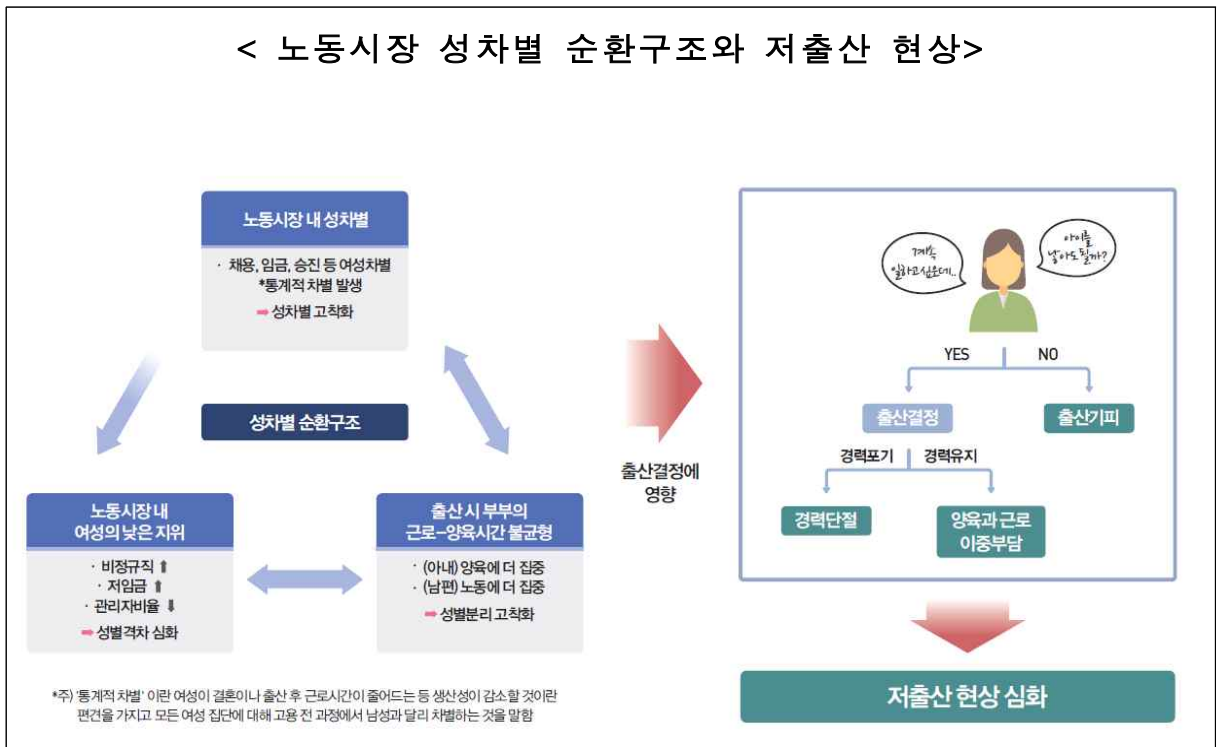 < 노동시장 성차별 순환구조와 저출산 현상>
노동시장 내 성차별
· 채용, 임금, 승진 등 여성차별
*통계적 차별 발생
➡ 성차별 고착화
성차별 순환구조
노동시장 내
여성의 낮은 지위
· 비정규직 ⬆
· 저임금 ⬆
· 관리자비율 ⬇
➡ 성별격차 심화
출산 시 부부의
근로–양육시간 불균형
· (아내) 양육에 더 집중
· (남편) 노동에 더 집중
➡ 성별분리 고착화
*주) '통계적 차별' 이란 여성이 결혼이나 출산 후 근로시간이 줄어드는 등 생산성이 감소할 것이란
편견을 가지고 모든 여성 집단에 대해 고용 전 과정에서 남성과 달리 차별하는 것을 말함
출산결정에
영향
계속
일하고싶은데..
아이를
낳아도될까?
YES
NO
출산결정
출산기피
경력포기
경력유지
경력단절
양육과 근로
이중부담
저출산 현상 심화